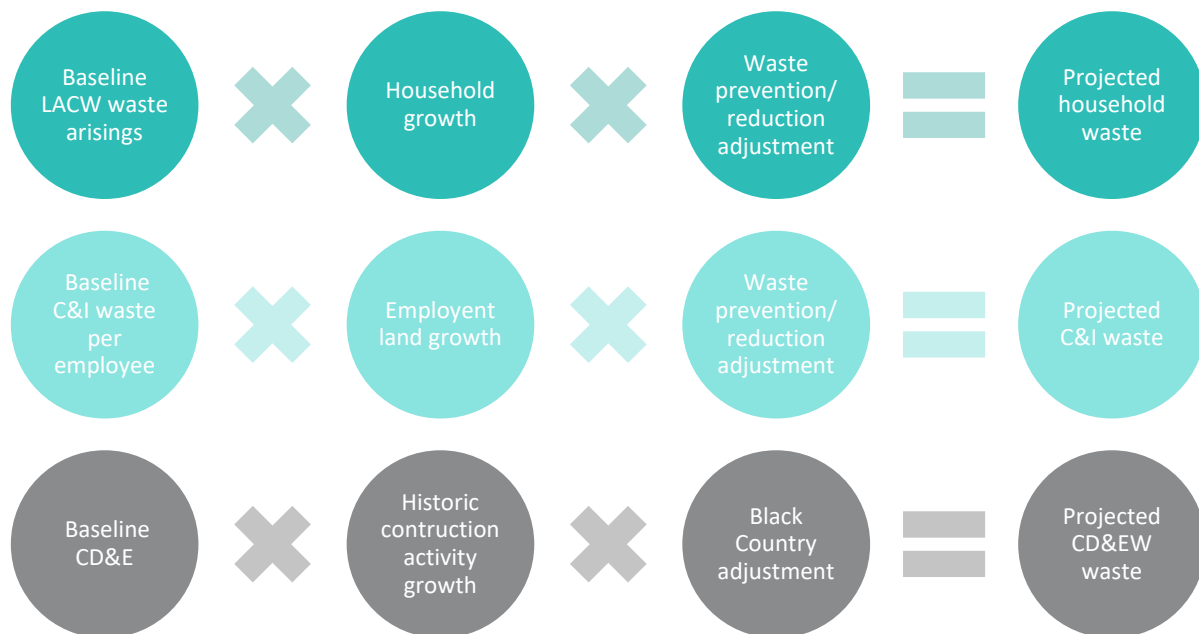 Baseline
LACW waste
arisings
Household
growth
Waste
prevention/
reduction
adjustment
Projected
household
waste
Baseline
C&I waste
per
employee
Employent
land growth
Waste
prevention/
reduction
adjustment
Projected
C&I waste
Baseline
CD&E
Historic
contruction
activity
growth
Black
Country
adjustment
Projected
CD&EW
waste